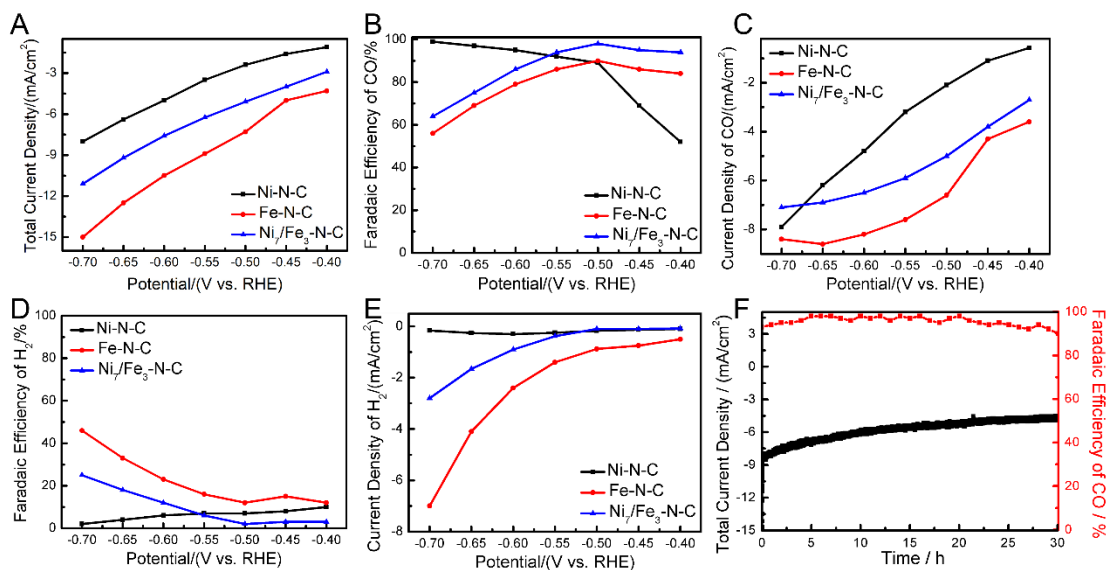 A
Total Current Density/(mA/cm²)
-3
-6
-9
-12
-15
Ni-N-C
Fe-N-C
Ni₇/Fe₃-N-C
-0.70 -0.65 -0.60 -0.55 -0.50 -0.45 -0.40
Potential/(V vs. RHE)
B
Faradaic Efficiency of CO/%
100
80
60
40
20
0
Ni-N-C
Fe-N-C
Ni₇/Fe₃-N-C
-0.70 -0.65 -0.60 -0.55 -0.50 -0.45 -0.40
Potential/(V vs. RHE)
C
Current Density of CO/(mA/cm²)
-2
-4
-6
-8
Ni-N-C
Fe-N-C
Ni₇/Fe₃-N-C
-0.70 -0.65 -0.60 -0.55 -0.50 -0.45 -0.40
Potential/(V vs. RHE)
D
Faradaic Efficiency of H₂/%
100
80
60
40
20
0
Ni-N-C
Fe-N-C
Ni₇/Fe₃-N-C
-0.70 -0.65 -0.60 -0.55 -0.50 -0.45 -0.40
Potential/(V vs. RHE)
E
Current Density of H₂/(mA/cm²)
0
-2
-4
-6
-8
Ni-N-C
Fe-N-C
Ni₇/Fe₃-N-C
-0.70 -0.65 -0.60 -0.55 -0.50 -0.45 -0.40
Potential/(V vs. RHE)
F
Total Current Density / (mA/cm²)
3
0
-3
-6
-9
-12
-15
0 5 10 15 20 25 30
Time / h
100
80
60
40
20
0
Faradaic Efficiency of CO / %